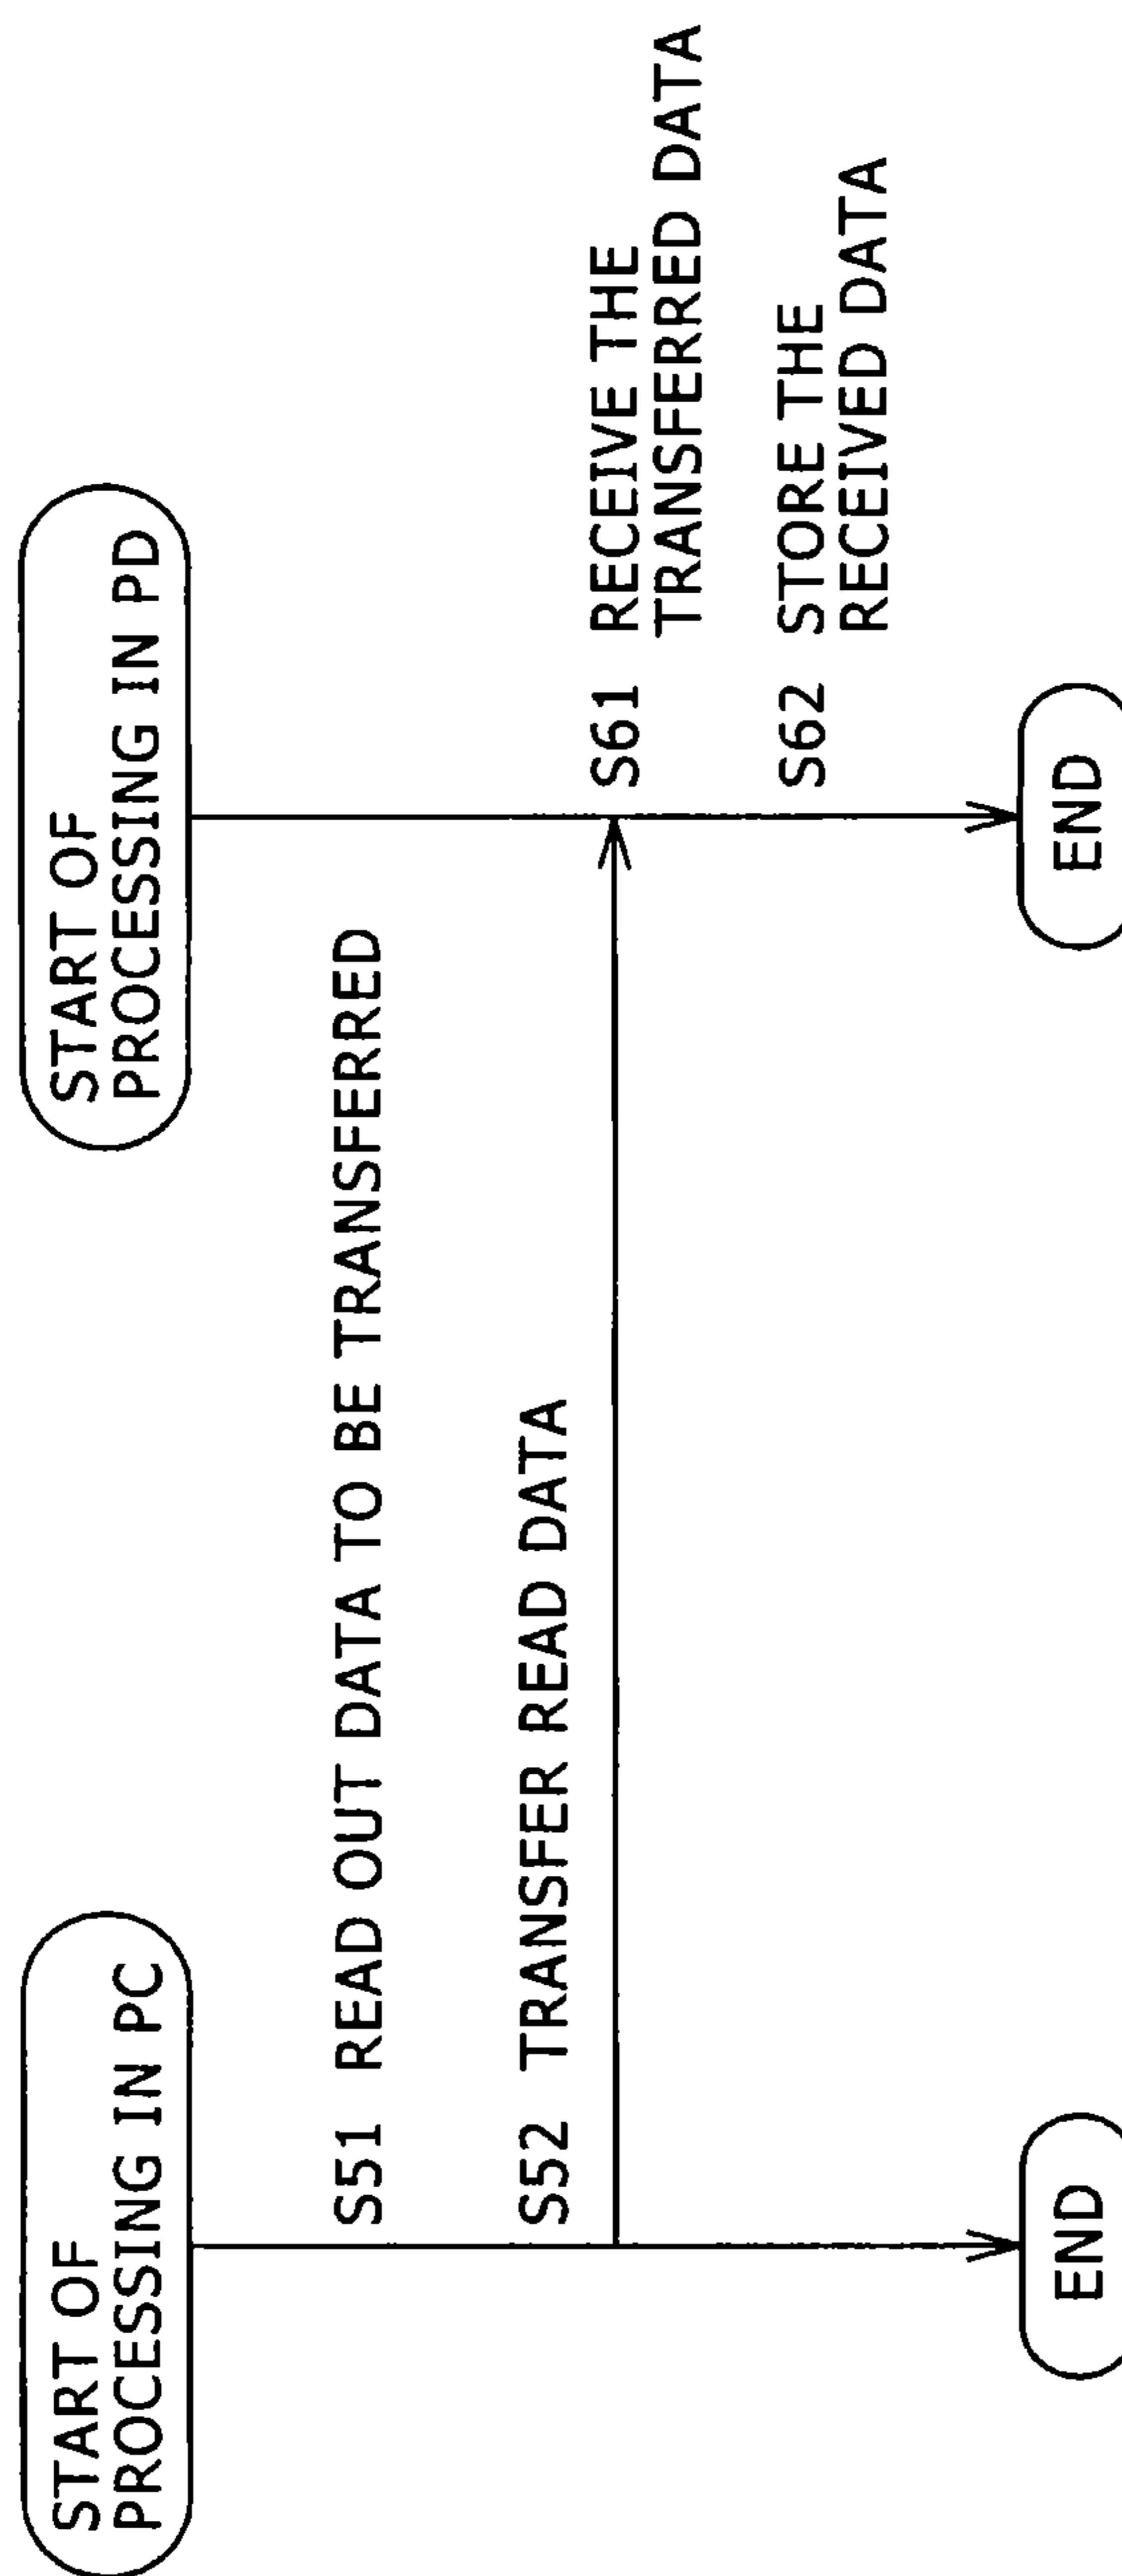 START OF
PROCESSING IN PC
START OF
PROCESSING IN PD
S51 READ OUT DATA TO BE TRANSFERRED
S52 TRANSFER READ DATA
S61 RECEIVE THE
TRANSFERRED DATA
S62 STORE THE
RECEIVED DATA
END
END